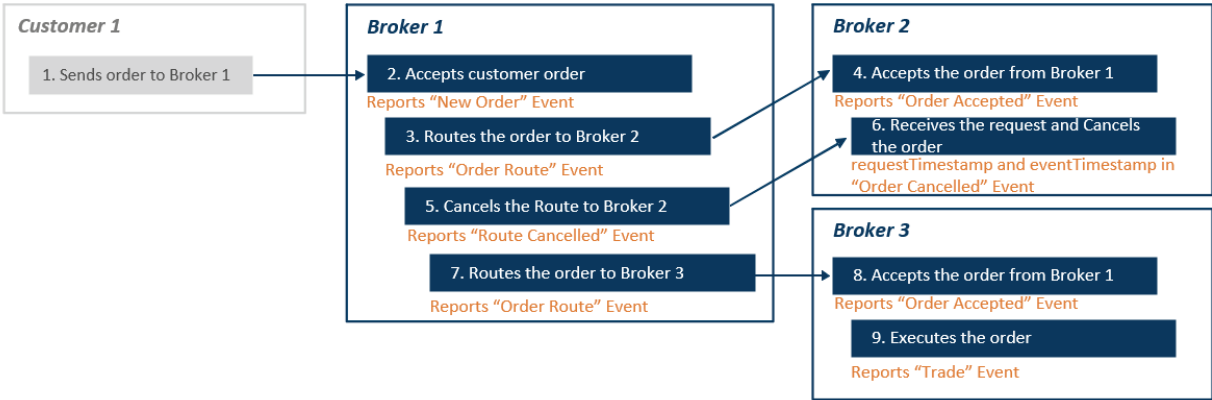 Customer 1
1. Sends order to Broker 1
Broker 1
2. Accepts customer order
Reports “New Order” Event
3. Routes the order to Broker 2
Reports “Order Route” Event
5. Cancels the Route to Broker 2
Reports “Route Cancelled” Event
7. Routes the order to Broker 3
Reports “Order Route” Event
Broker 2
4. Accepts the order from Broker 1
Reports “Order Accepted” Event
6. Receives the request and Cancels
the order
requestTimestamp and eventTimestamp in
“Order Cancelled” Event
Broker 3
8. Accepts the order from Broker 1
Reports “Order Accepted” Event
9. Executes the order
Reports “Trade” Event